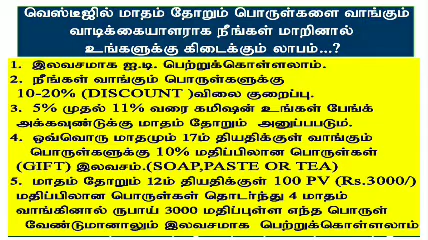 வெஸ்டீஜில் மாதம் தோறும் பொருள்களை வாங்கும்
வாடிக்கையாளராக நீங்கள் மாறினால்
உங்களுக்கு கிடைக்கும் லாபம்...?
1. இலவசமாக ஐ.டி. பெற்றுக்கொள்ளலாம்.
2. நீங்கள் வாங்கும் பொருள்களுக்கு
10-20% (DISCOUNT )விலை குறைப்பு.
3. 5% முதல் 11% வரை கமிஷன் உங்கள் பேங்க்
அக்கவுண்டுக்கு மாதம் தோறும் அனுப்பபடும்.
4. ஒவ்வொரு மாதமும் 17ம் தியதிக்குள் வாங்கும்
பொருள்களுக்கு 10% மதிப்பிலான பொருள்கள்
(GIFT) இலவசம்.(SOAP,PASTE OR TEA)
5. மாதம் தோறும் 12ம் தியதிக்குள் 100 PV (Rs.3000/)
மதிப்பிலான பொருள்கள் தொடர்ந்து 4 மாதம்
வாங்கினால் ருபாய் 3000 மதிப்புள்ள எந்த பொருள்
வேண்டுமானாலும் இலவசமாக பெற்றுக்கொள்ளலாம்